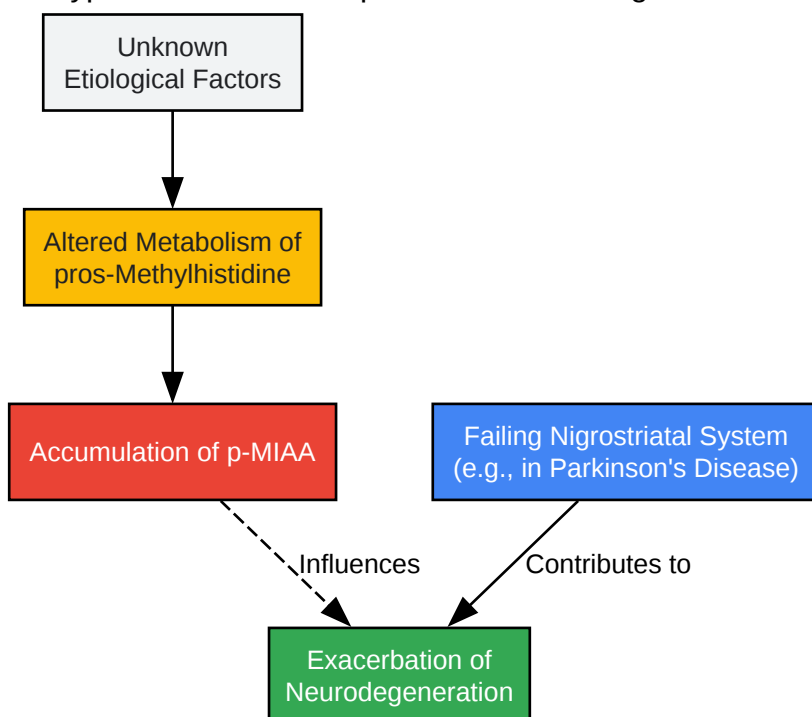 Unknown
Etiological Factors
Altered Metabolism of
pros-Methylhistidine
Accumulation of p-MIAA
Failing Nigrostriatal System
(e.g., in Parkinson's Disease)
Influences
Contributes to
Exacerbation of
Neurodegeneration